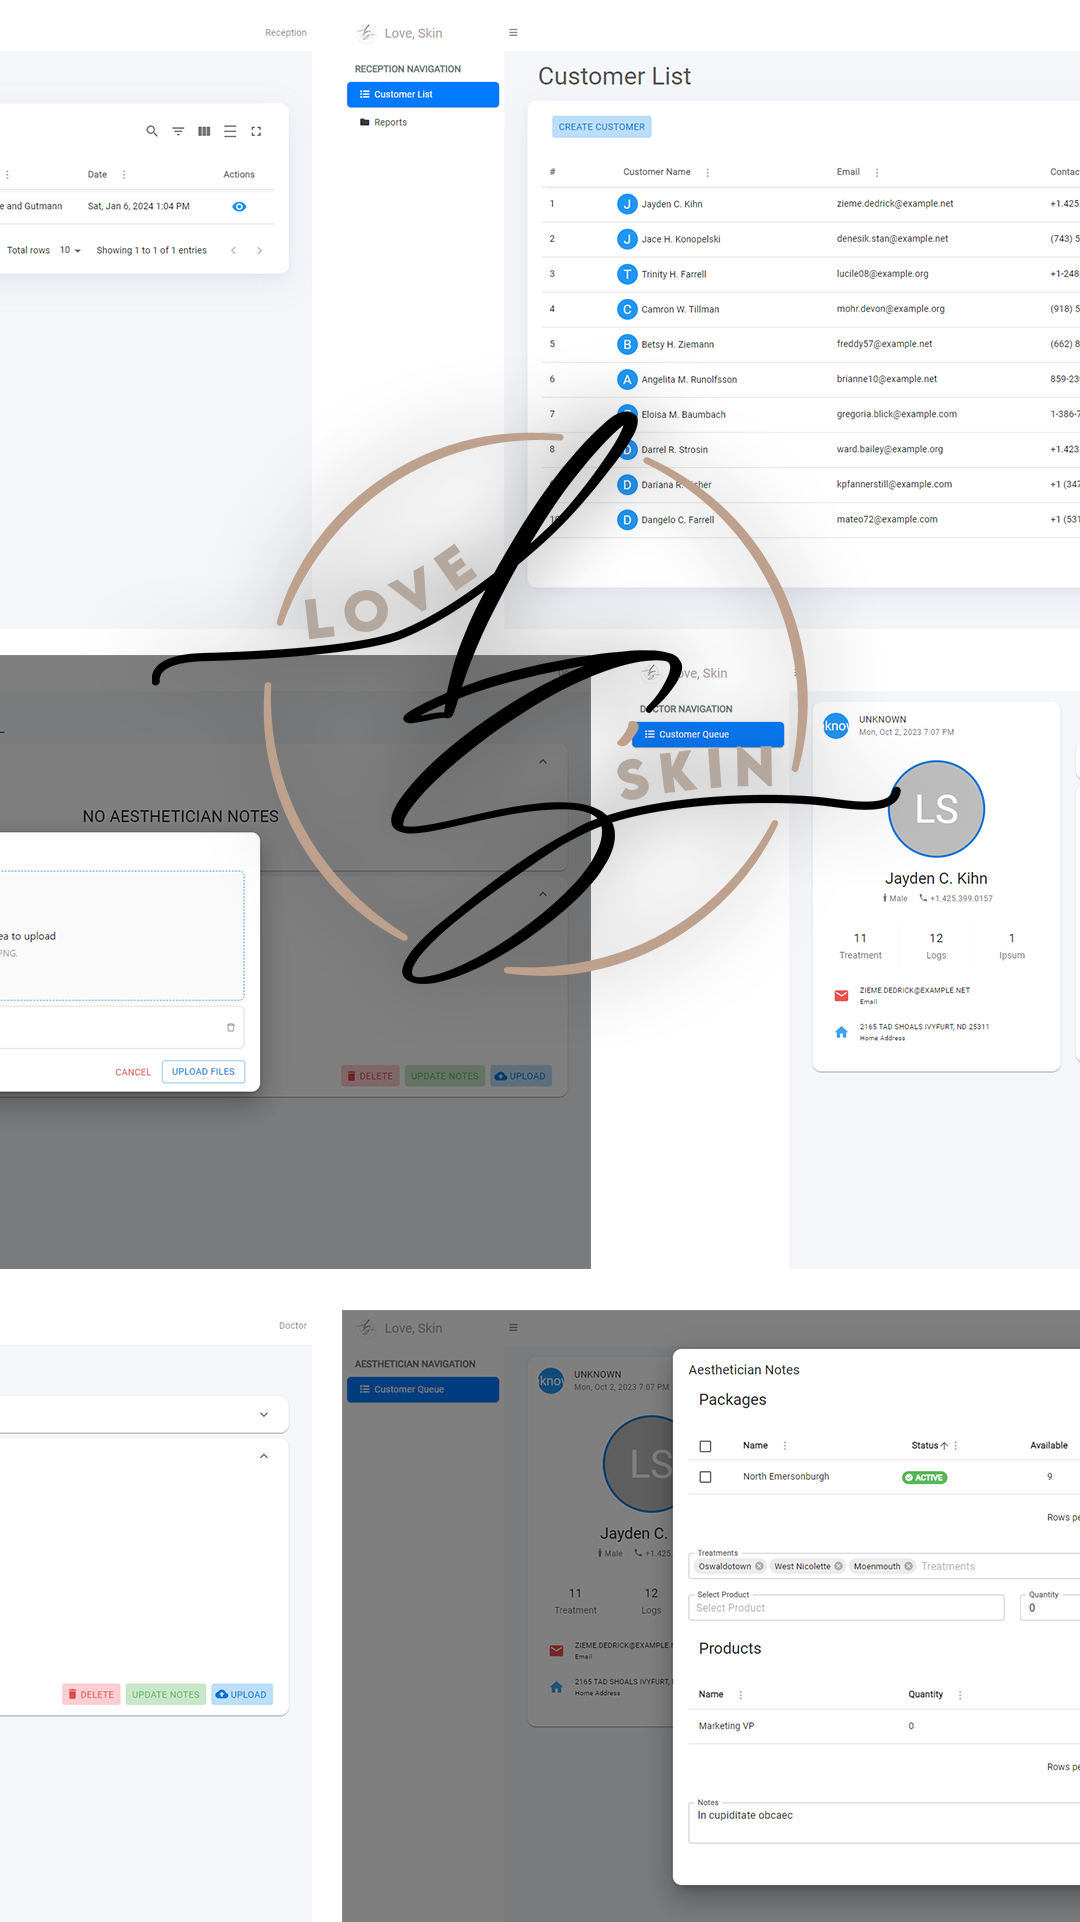 Reception
Date
Actions
e and Gutmann
Sat, Jan 6, 2024 1:04 PM
Total rows
10
Showing 1 to 1 of 1 entries
Love, Skin
RECEPTION NAVIGATION
Customer List
Reports
Customer List
CREATE CUSTOMER
# Customer Name Email Contac
1 J Jayden C. Kihn zieme.dedrick@example.net +1.425
2 J Jace H. Konopelski denesik.stan@example.net (743) 5
3 T Trinity H. Farrell lucile08@example.org +1-248
4 C Camron W. Tillman mohr.devon@example.org (918) 5
5 B Betsy H. Ziemann freddy57@example.net (662) 8
6 A Angelita M. Runolfsson brianne10@example.net 859-23
7 Eloisa M. Baumbach gregoria.blick@example.com 1-386-7
8 D Darrel R. Strosin ward.bailey@example.org +1.423
D Dariana R. cher kpfannerstill@example.com +1 (347
10 D Dangelo C. Farrell mateo72@example.com +1 (531
LOVE
, SKIN
NO AESTHETICIAN NOTES
ea to upload
PNG.
CANCEL
UPLOAD FILES
DELETE
UPDATE NOTES
UPLOAD
ove, Skin
DOCTOR NAVIGATION
Customer Queue
know
UNKNOWN
Mon, Oct 2, 2023 7:07 PM
LS
Jayden C. Kihn
Male
+1.425.399.0157
11 12 1
Treatment Logs Ipsum
ZIEME.DEDRICK@EXAMPLE.NET
Email
2165 TAD SHOALS IVYFURT, ND 25311
Home Address
Doctor
DELETE
UPDATE NOTES
UPLOAD
Love, Skin
AESTHETICIAN NAVIGATION
Customer Queue
know
UNKNOWN
Mon, Oct 2, 2023 7:07 PM
LS
Jayden C.
Male
+1.425
11 12
Treatment Logs
ZIEME.DEDRICK@EXAMPLE.
Email
2165 TAD SHOALS IVYFURT,
Home Address
Aesthetician Notes
Packages
Name Status Available
North Emersonburgh ACTIVE 9
Rows pe
Treatments
Oswaldotown West Nicolette Moenmouth Treatments
Select Product
Select Product
Quantity
0
Products
Name Quantity
Marketing VP 0
Rows pe
Notes
In cupiditate obcaec